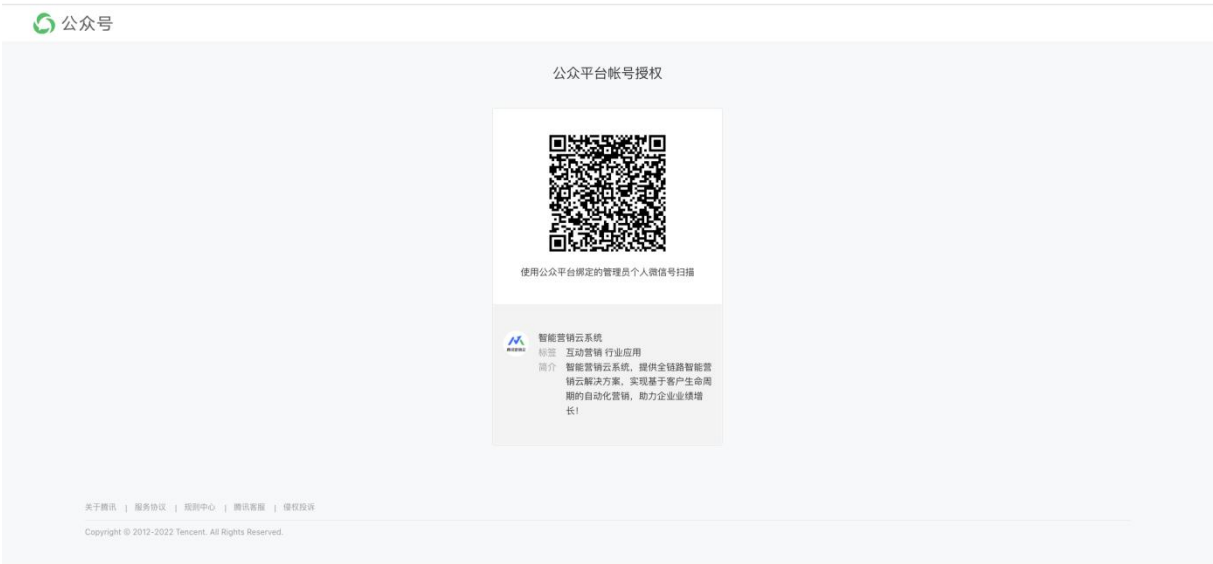 公众号
公众平台帐号授权
使用公众平台绑定的管理员个人微信号扫描
智能营销云系统
标签 互动营销 行业应用
简介 智能营销云系统，提供全链路智能营
销云解决方案，实现基于客户生命周
期的自动化营销，助力企业业绩增
长！
关于腾讯 | 服务协议 | 规则中心 | 腾讯客服 | 侵权投诉
Copyright © 2012-2022 Tencent. All Rights Reserved.